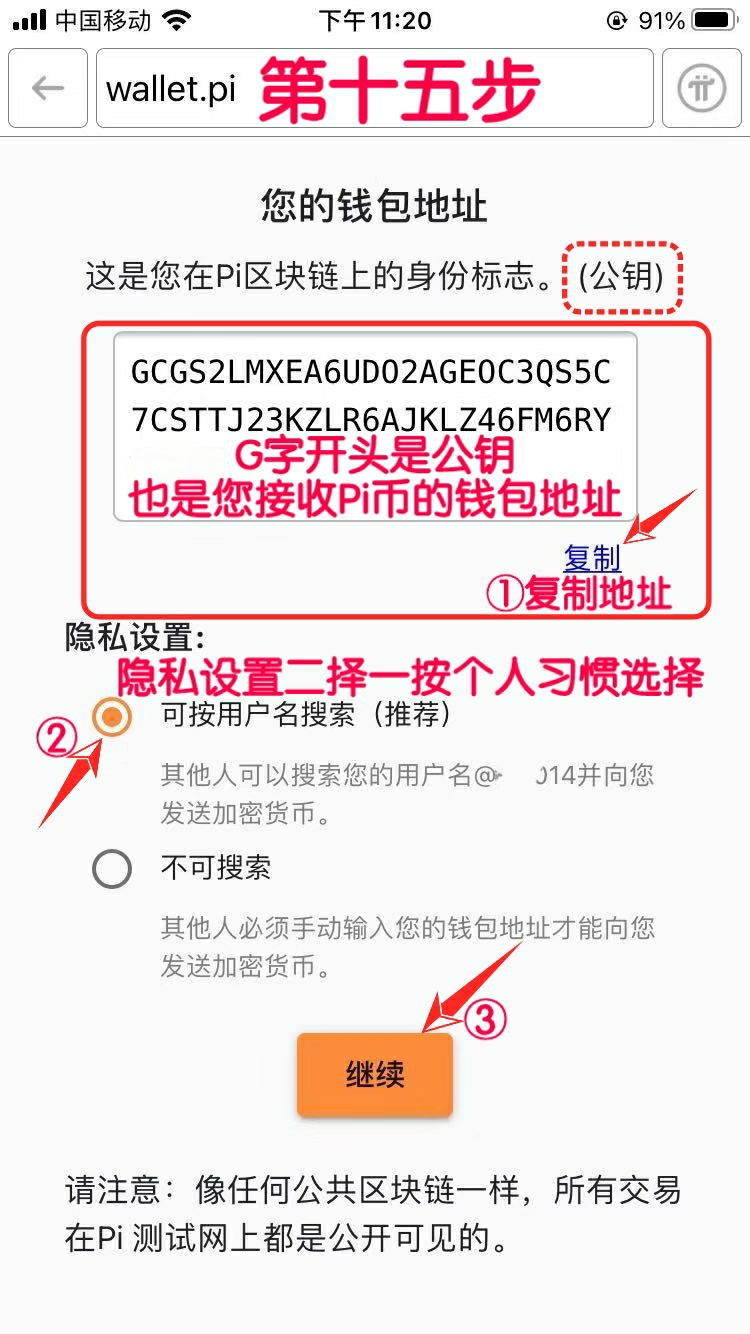 中国移动 下午11:20 91%
wallet.pi 第十五步
您的钱包地址
这是您在Pi区块链上的身份标志。(公钥)
GCGS2LMXEA6UDO2AGEOC3QS5C
7CSTTJ23KZLR6AJKLZ46FM6RY
G字开头是公钥
也是您接收Pi币的钱包地址
复制
①复制地址
隐私设置:
隐私设置二择一按个人习惯选择
② 可按用户名搜索（推荐）
其他人可以搜索您的用户名@ 014并向您
发送加密货币。
不可搜索
其他人必须手动输入您的钱包地址才能向您
发送加密货币。
③
继续
请注意：像任何公共区块链一样，所有交易
在Pi 测试网上都是公开可见的。